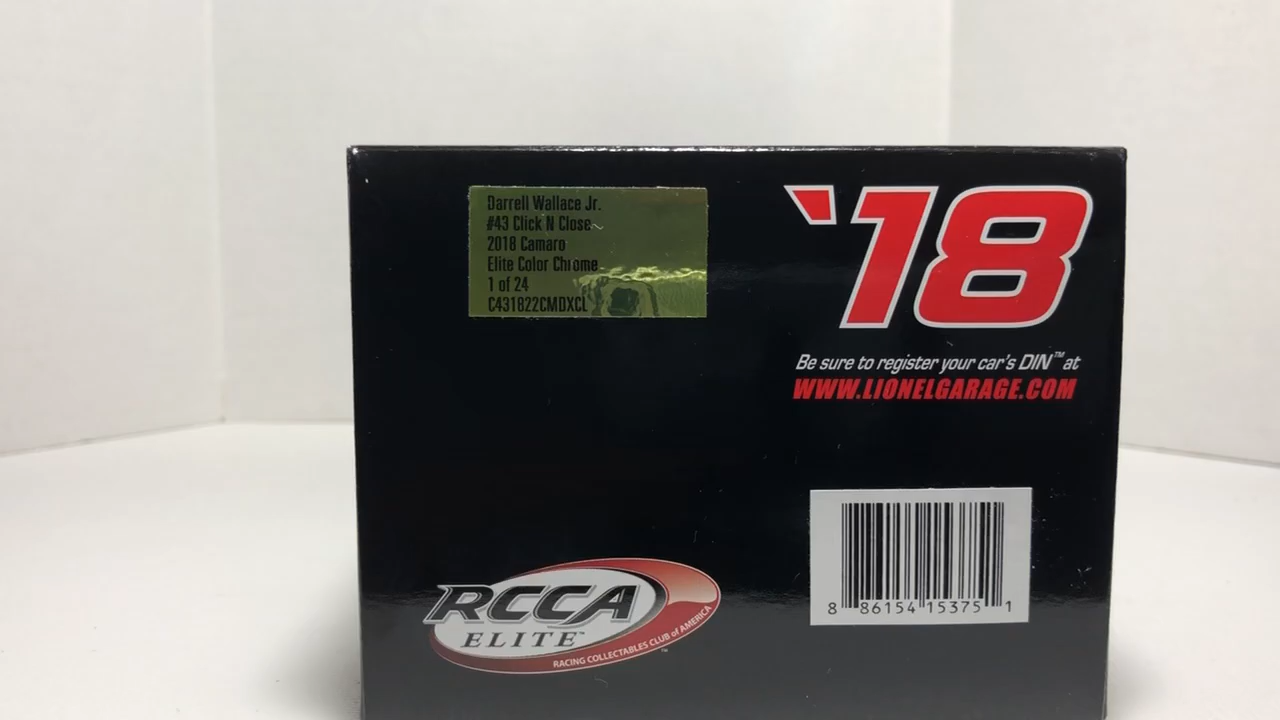 Darrell Wallace Jr.
#43 Click N Close
2018 Camaro
Elite Color Chrome
1 of 24
C431822CMDXCL
'18
Be sure to register your car's DIN™ at
WWW.LIONELGARAGE.COM
8 86154 15375 1
RCCA
ELITE™
RACING COLLECTABLES CLUB of AMERICA™